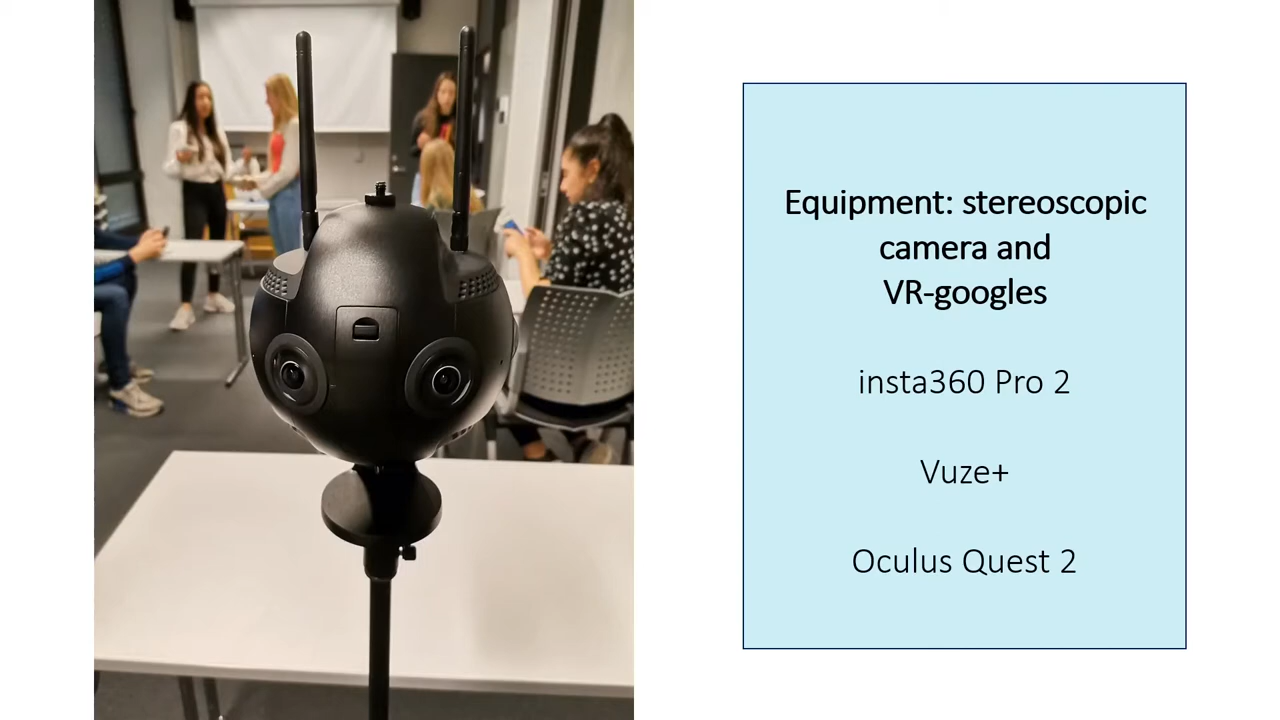 Equipment: stereoscopic
camera and
VR-googles
insta360 Pro 2
Vuze+
Oculus Quest 2